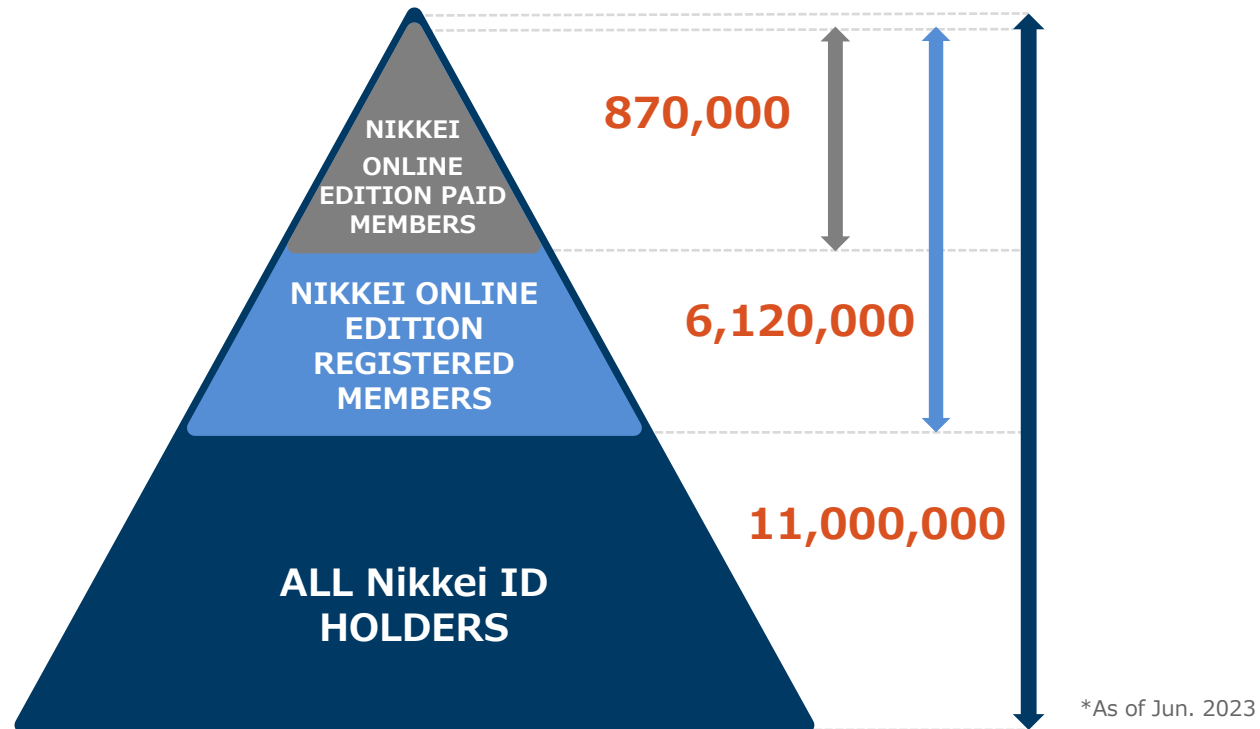 NIKKEI
ONLINE
EDITION PAID
MEMBERS
870,000
NIKKEI ONLINE
EDITION
REGISTERED
MEMBERS
6,120,000
ALL Nikkei ID
HOLDERS
11,000,000
*As of Jun. 2023